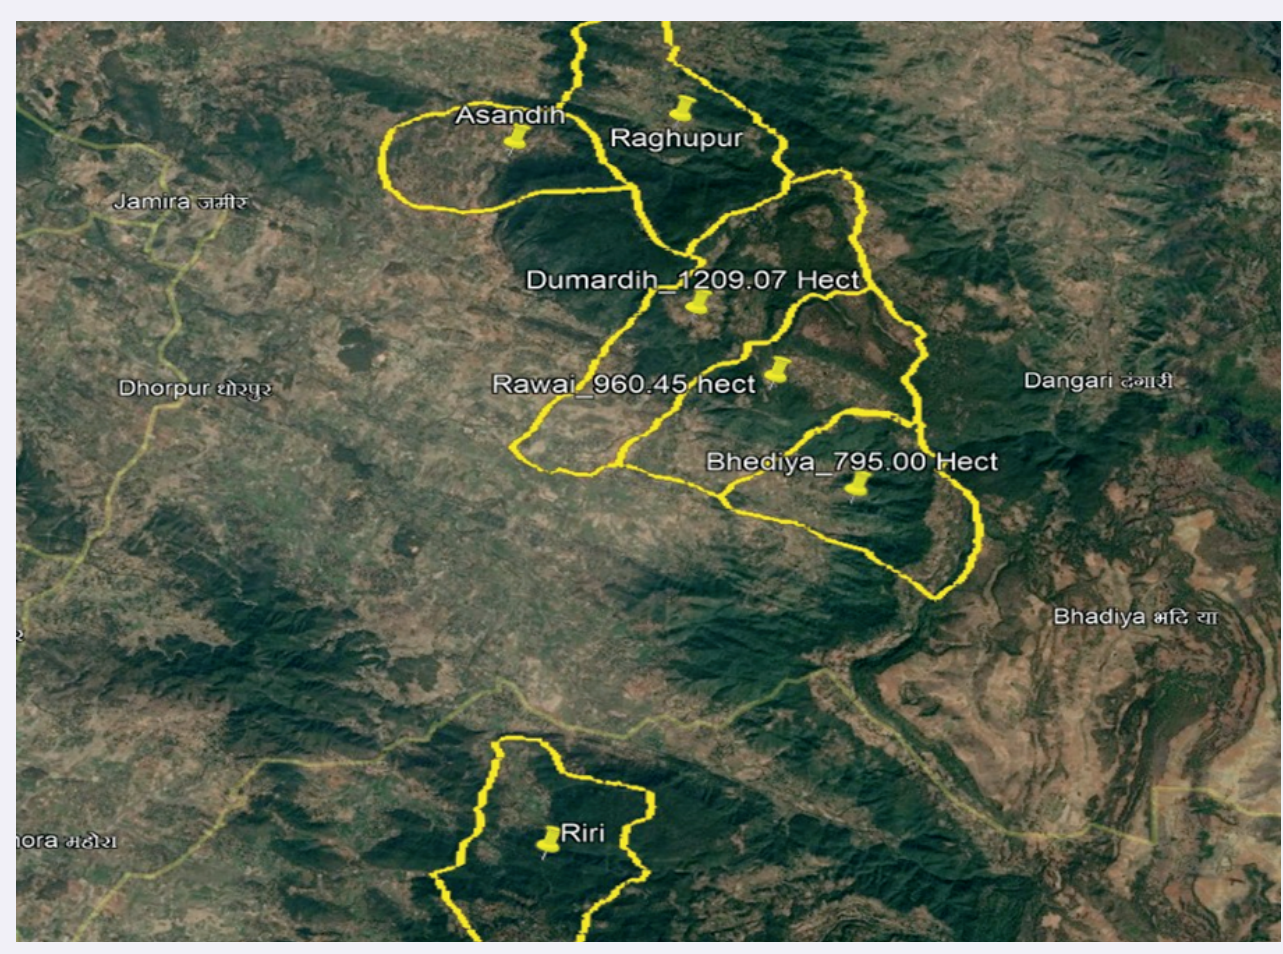 Asandih
Raghupur
Jamira जमीरु
Dumardih_1209.07 Hect
Dhorpur धोरपुर
Rawai_960.45 hect
Dangari दंगारी
Bhediya_795.00 Hect
Bhadiya भदि या
Riri
महोरा